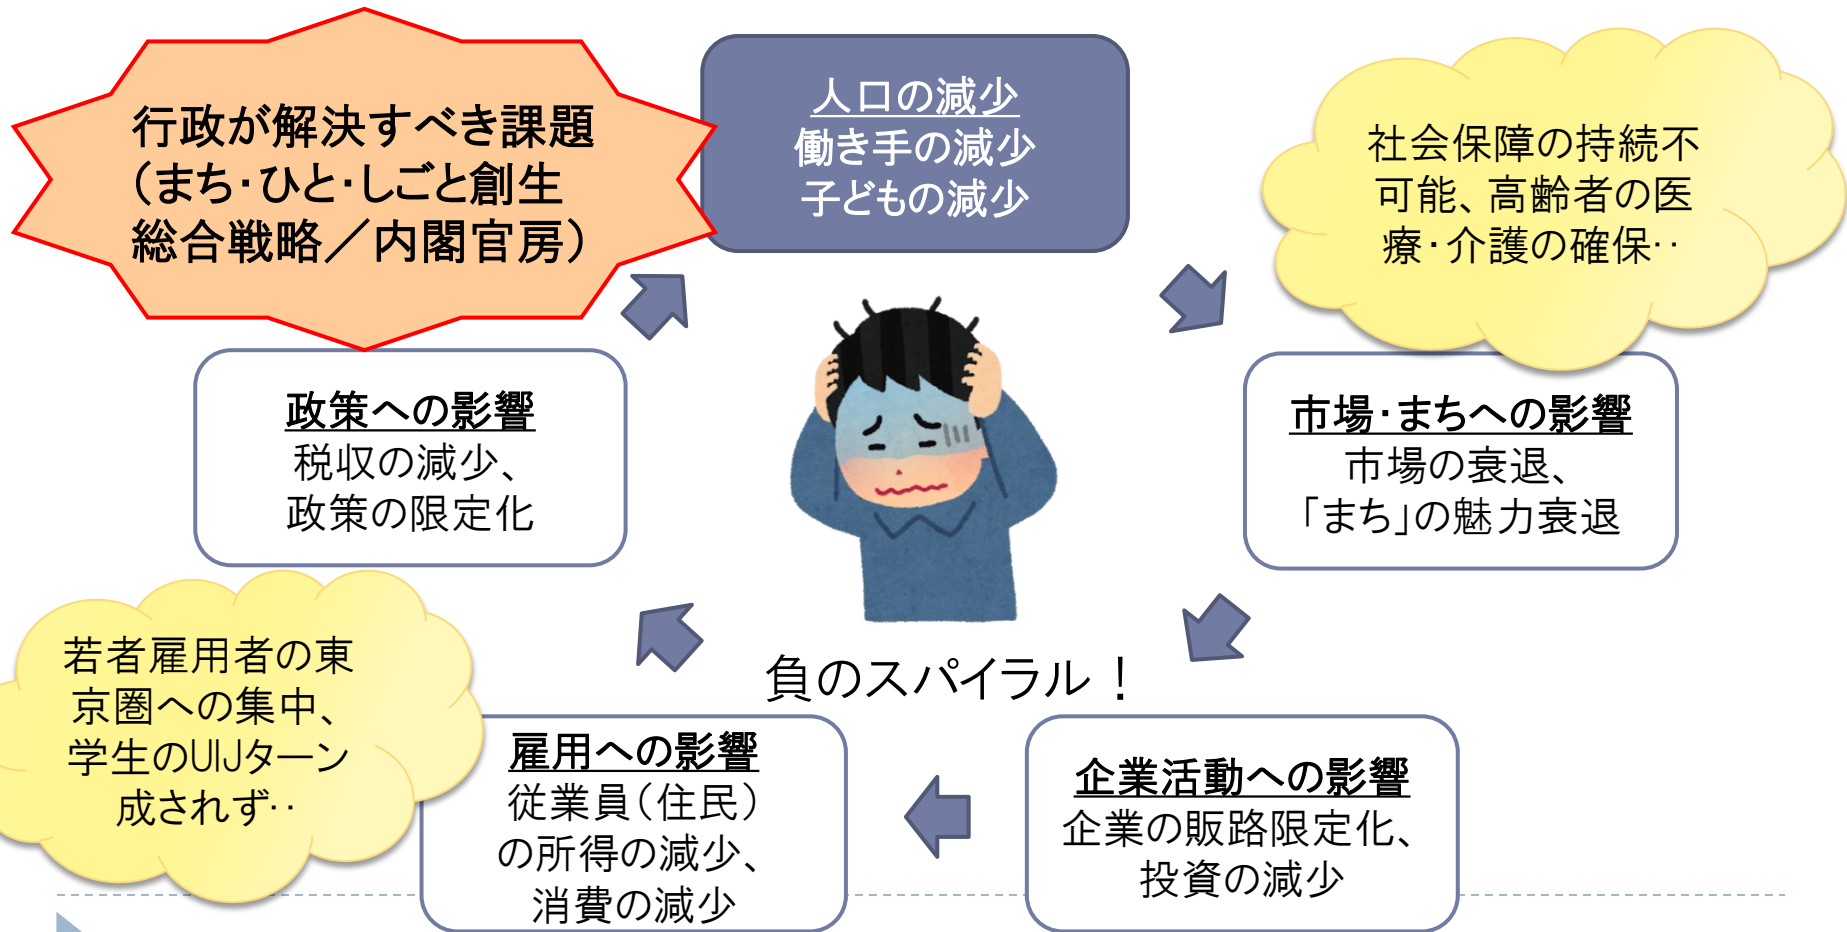 行政が解決すべき課題
（まち・ひと・しごと創生
総合戦略／内閣官房）
人口の減少
働き手の減少
子どもの減少
社会保障の持続不
可能、高齢者の医
療・介護の確保‥
政策への影響
税収の減少、
政策の限定化
市場・まちへの影響
市場の衰退、
「まち」の魅力衰退
負のスパイラル！
若者雇用者の東
京圏への集中、
学生のUIJターン
成されず‥
雇用への影響
従業員（住民）
の所得の減少、
消費の減少
企業活動への影響
企業の販路限定化、
投資の減少